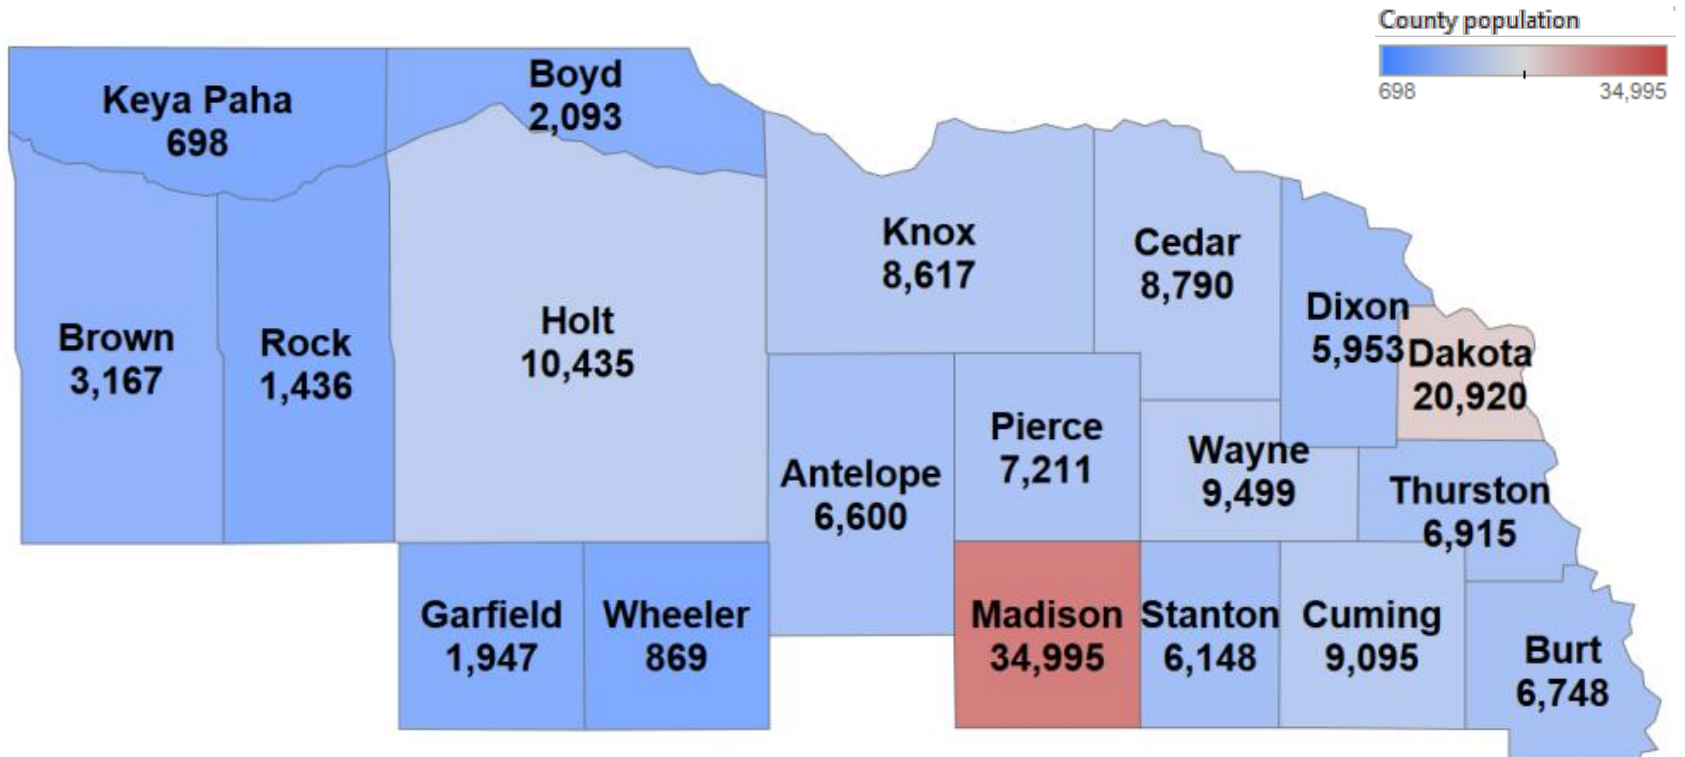 County population
698 34,995
Keya Paha
698
Boyd
2,093
Knox
8,617
Cedar
8,790
Dixon
5,953
Dakota
20,920
Brown
3,167
Rock
1,436
Holt
10,435
Antelope
6,600
Pierce
7,211
Wayne
9,499
Thurston
6,915
Garfield
1,947
Wheeler
869
Madison
34,995
Stanton
6,148
Cuming
9,095
Burt
6,748